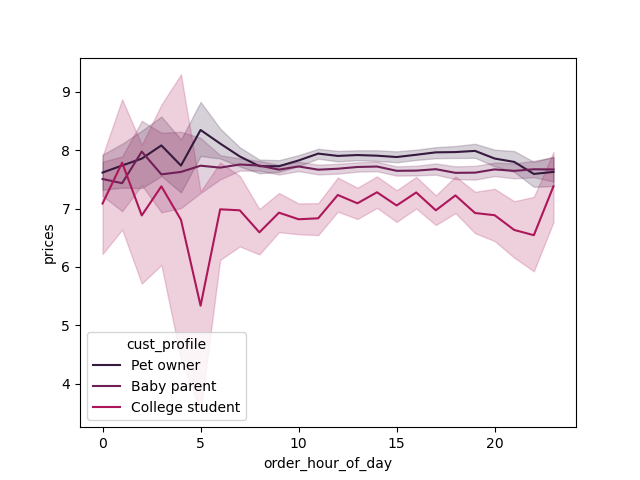 9
8
7
6
5
4
prices
cust_profile
Pet owner
Baby parent
College student
0 5 10 15 20
order_hour_of_day